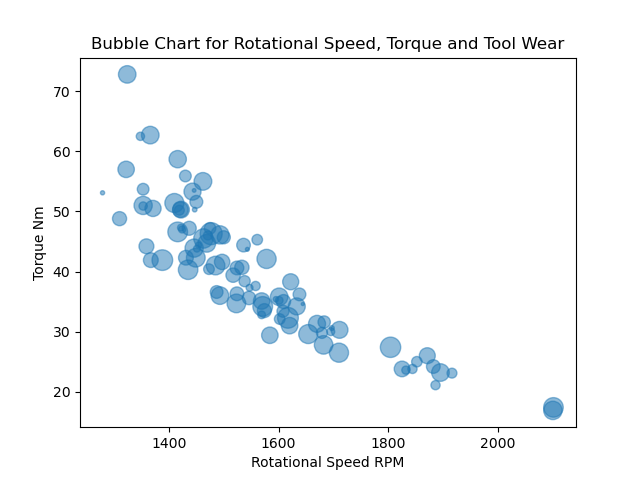 Bubble Chart for Rotational Speed, Torque and Tool Wear
70
60
50
40
30
20
Torque Nm
1400 1600 1800 2000
Rotational Speed RPM